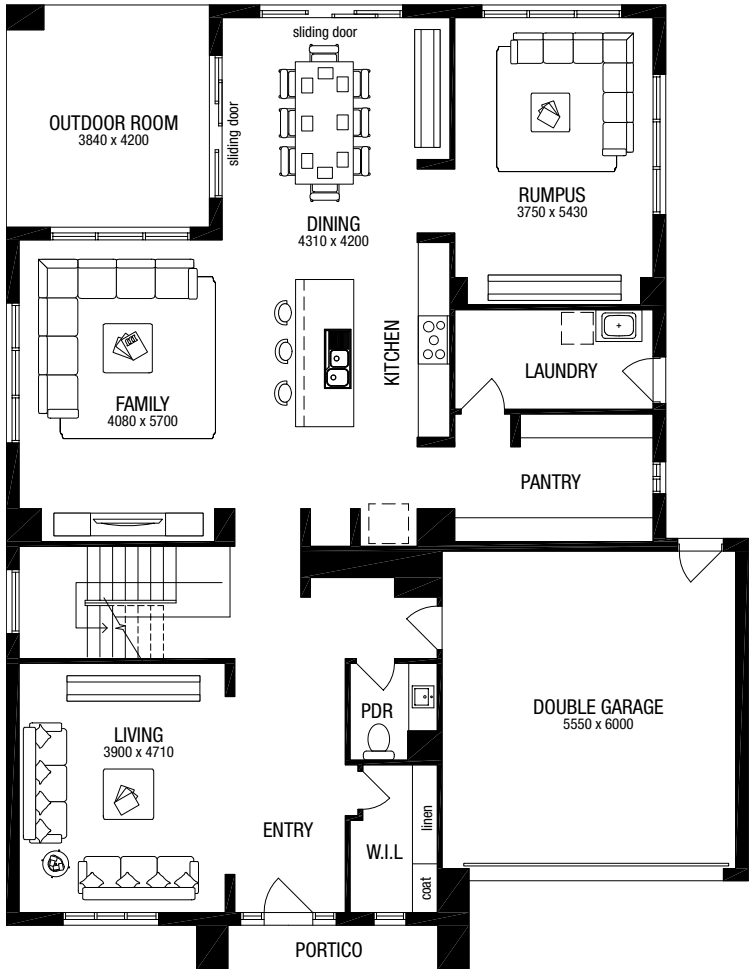 sliding door
OUTDOOR ROOM
3840 x 4200
sliding door
RUMPUS
3750 x 5430
DINING
4310 x 4200
KITCHEN
LAUNDRY
FAMILY
4080 x 5700
PANTRY
LIVING
3900 x 4710
PDR
DOUBLE GARAGE
5550 x 6000
ENTRY
W.I.L
linen
coat
PORTICO